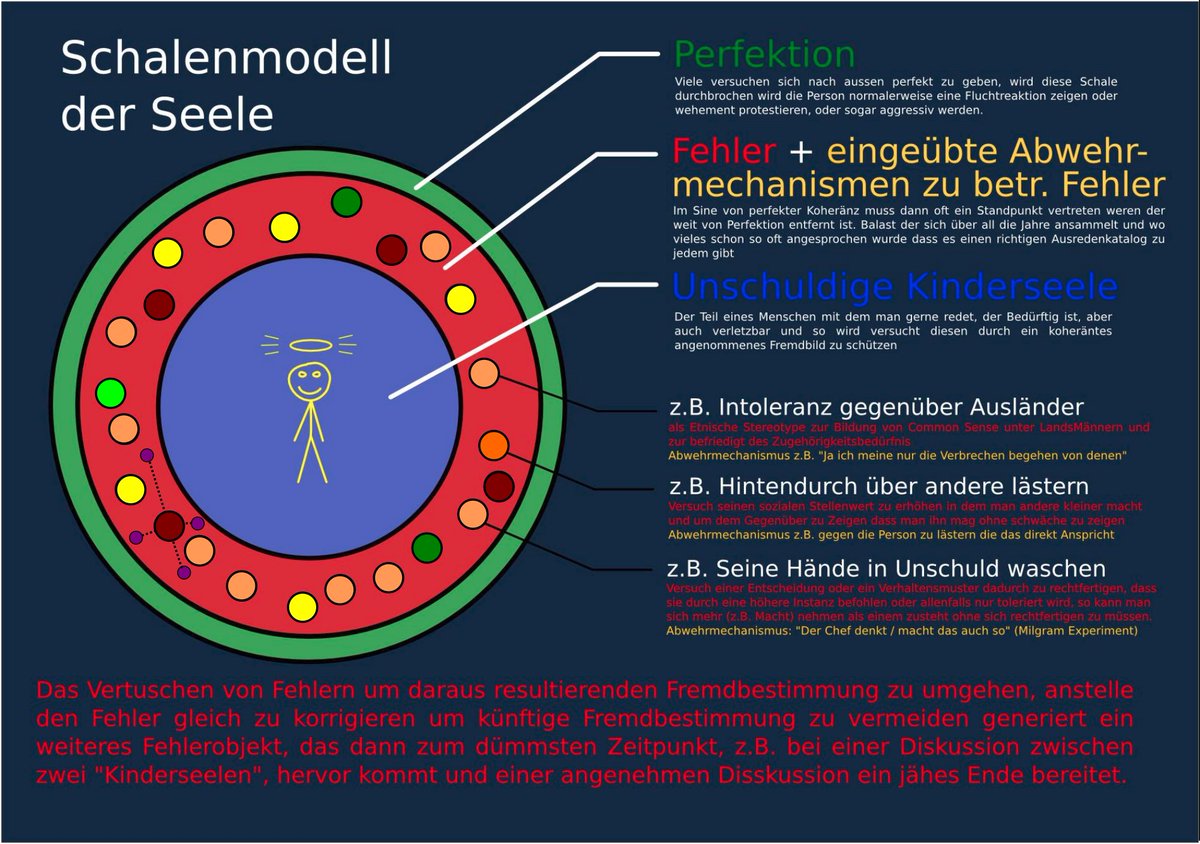 Schalenmodell
der Seele
Perfektion
Viele versuchen sich nach aussen perfekt zu geben, wird diese Schale
durchbrochen wird die Person normalerweise eine Fluchtreaktion zeigen oder
wehement protestieren, oder sogar aggressiv werden.
Fehler + eingeübte Abwehr-
mechanismen zu betr. Fehler
Im Sine von perfekter Koheränz muss dann oft ein Standpunkt vertreten weren der
weit von Perfektion entfernt ist. Balast der sich über all die Jahre ansammelt und wo
vieles schon so oft angesprochen wurde dass es einen richtigen Ausredenkatalog zu
jedem gibt
Unschuldige Kinderseele
Der Teil eines Menschen mit dem man gerne redet, der Bedürftig ist, aber
auch verletzbar und so wird versucht diesen durch ein koheräntes
angenommenes Fremdbild zu schützen
z.B. Intoleranz gegenüber Ausländer
als Etnische Stereotype zur Bildung von Common Sense unter LandsMännern und
zur befriedigt des Zugehörigkeitsbedürfnis
Abwehrmechanismus z.B. "Ja ich meine nur die Verbrechen begehen von denen"
z.B. Hintendurch über andere lästern
Versuch seinen sozialen Stellenwert zu erhöhen in dem man andere kleiner macht
und um dem Gegenüber zu Zeigen dass man ihn mag ohne schwäche zu zeigen
Abwehrmechanismus z.B. gegen die Person zu lästern die das direkt Anspricht
z.B. Seine Hände in Unschuld waschen
Versuch einer Entscheidung oder ein Verhaltensmuster dadurch zu rechtfertigen, dass
sie durch eine höhere Instanz befohlen oder allenfalls nur toleriert wird, so kann man
sich mehr (z.B. Macht) nehmen als einem zusteht ohne sich rechtfertigen zu müssen.
Abwehrmechanismus: "Der Chef denkt / macht das auch so" (Milgram Experiment)
Das Vertuschen von Fehlern um daraus resultierenden Fremdbestimmung zu umgehen, anstelle
den Fehler gleich zu korrigieren um künftige Fremdbestimmung zu vermeiden generiert ein
weiteres Fehlerobjekt, das dann zum dümmsten Zeitpunkt, z.B. bei einer Diskussion zwischen
zwei "Kinderseelen", hervor kommt und einer angenehmen Disskussion ein jähes Ende bereitet.